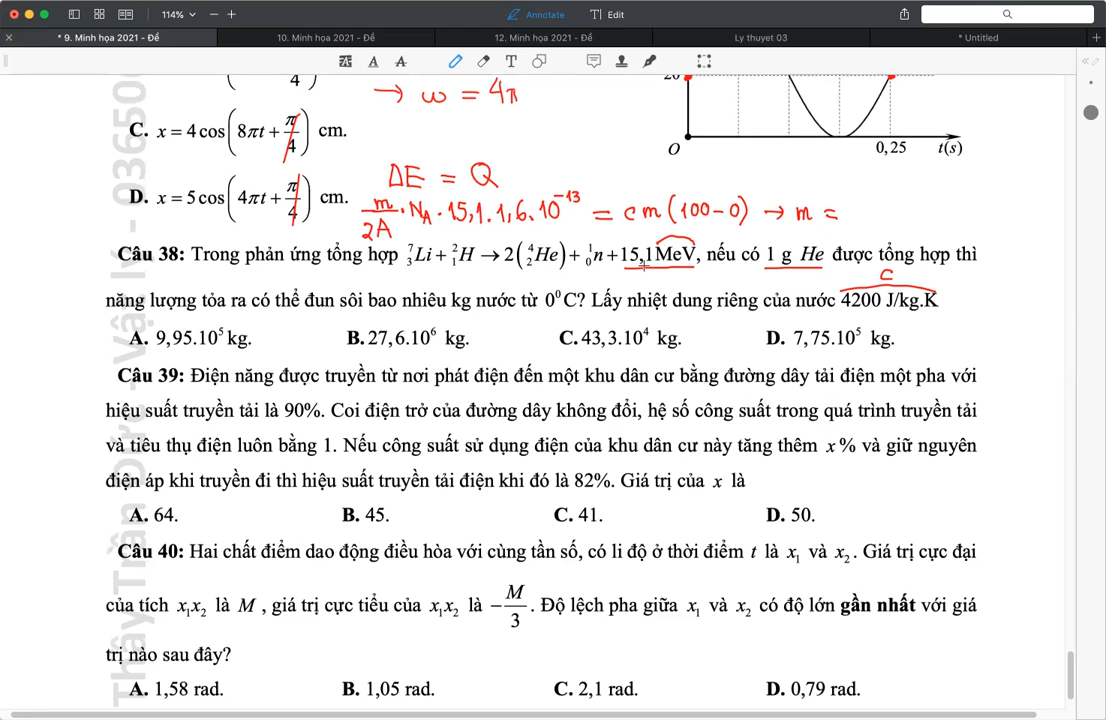 114%
Annotate
Edit
* 9. Minh họa 2021 - Đề
10. Minh họa 2021 - Đề
12. Minh họa 2021 - Đề
Ly thuyet 03
* Untitled
4
→ ω = 4π
C. x = 4cos(8πt + π/4) cm.
O
0,25
t(s)
ΔE = Q
D. x = 5cos(4πt + π/4) cm.
m/2A . N_A . 15,1 . 1,6 . 10^-13 = cm(100-0) → m =
Câu 38: Trong phản ứng tổng hợp ⁷₃Li + ²₁H → 2(⁴₂He) + ¹₀n + 15,1MeV, nếu có 1 g He được tổng hợp thì
c
năng lượng tỏa ra có thể đun sôi bao nhiêu kg nước từ 0⁰C? Lấy nhiệt dung riêng của nước 4200 J/kg.K
A. 9,95.10⁵ kg. B. 27,6.10⁶ kg. C. 43,3.10⁴ kg. D. 7,75.10⁵ kg.
Câu 39: Điện năng được truyền từ nơi phát điện đến một khu dân cư bằng đường dây tải điện một pha với
hiệu suất truyền tải là 90%. Coi điện trở của đường dây không đổi, hệ số công suất trong quá trình truyền tải
và tiêu thụ điện luôn bằng 1. Nếu công suất sử dụng điện của khu dân cư này tăng thêm x% và giữ nguyên
điện áp khi truyền đi thì hiệu suất truyền tải điện khi đó là 82%. Giá trị của x là
A. 64. B. 45. C. 41. D. 50.
Câu 40: Hai chất điểm dao động điều hòa với cùng tần số, có li độ ở thời điểm t là x₁ và x₂. Giá trị cực đại
của tích x₁x₂ là M, giá trị cực tiểu của x₁x₂ là -M/3. Độ lệch pha giữa x₁ và x₂ có độ lớn gần nhất với giá
trị nào sau đây?
A. 1,58 rad. B. 1,05 rad. C. 2,1 rad. D. 0,79 rad.
Thầy Trần Đức - Vật lý - 03650